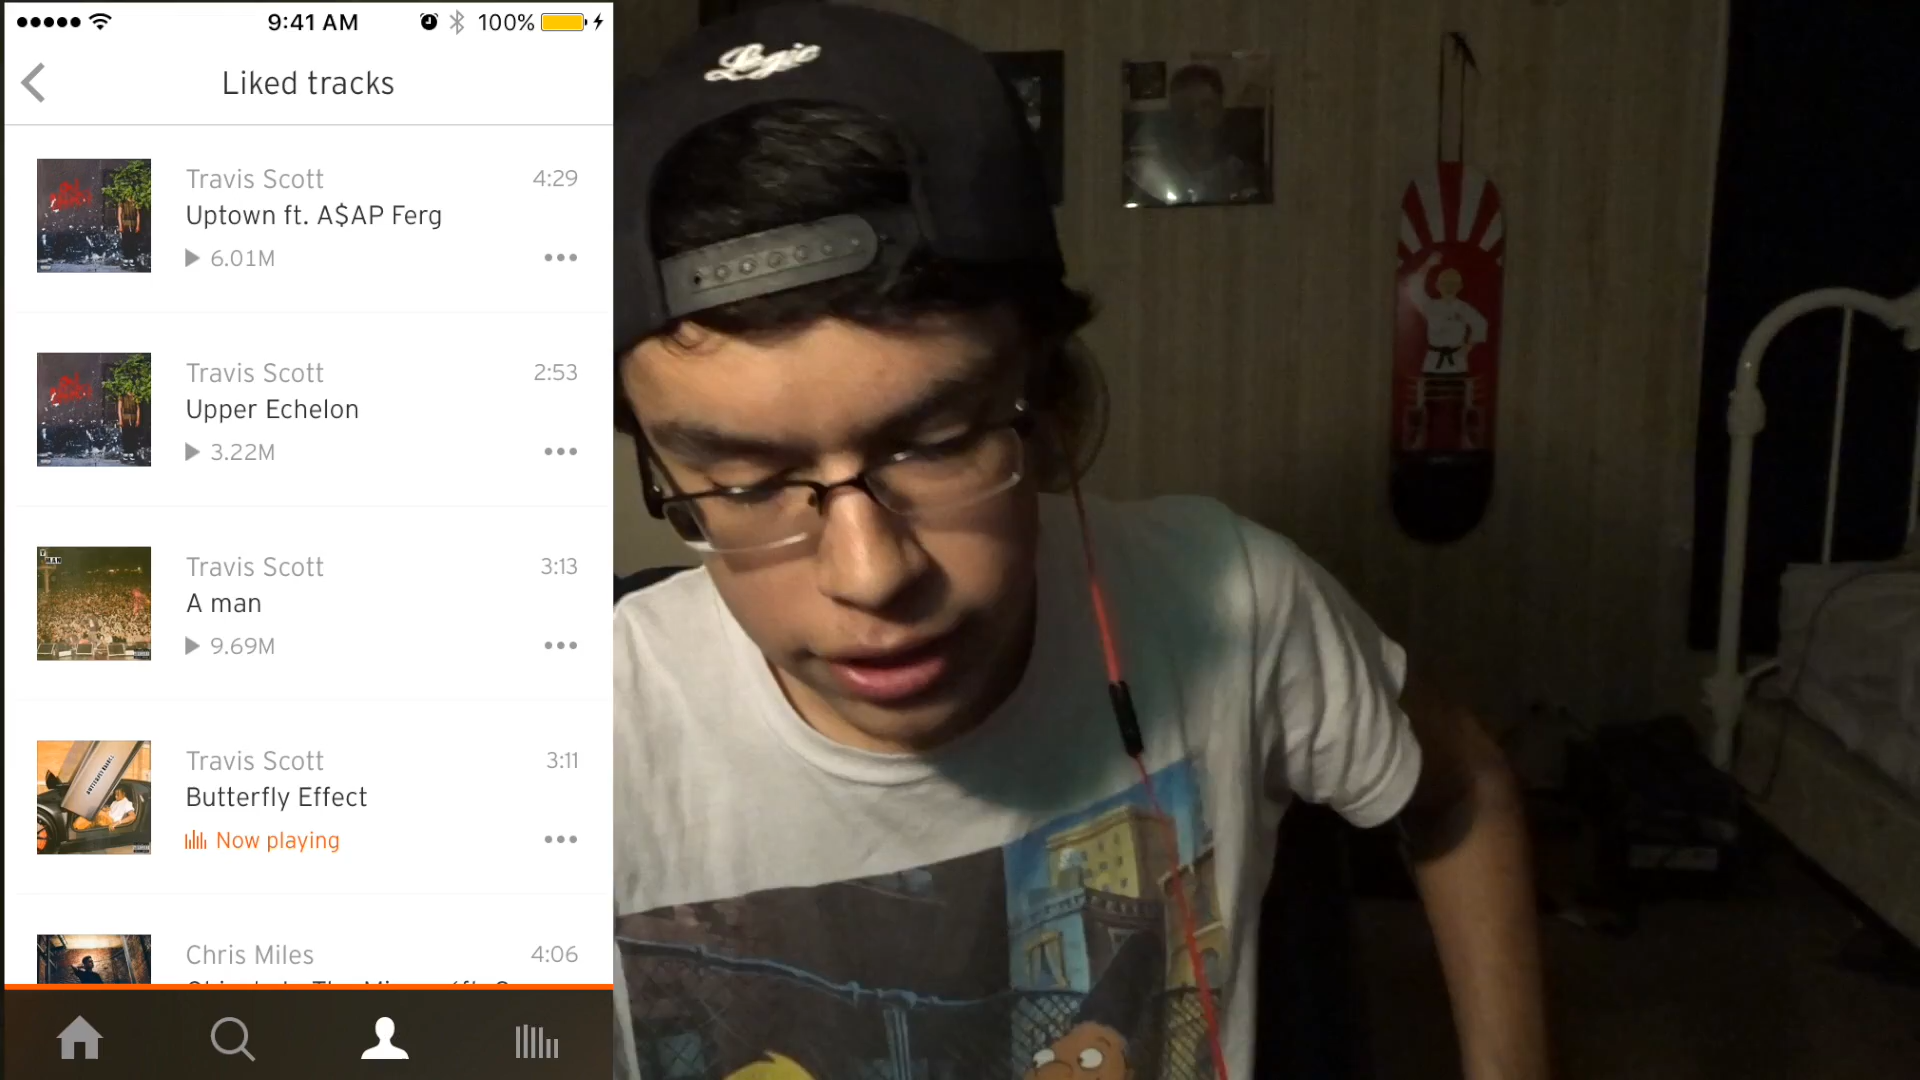 9:41 AM
100%
Liked tracks
Travis Scott
4:29
Uptown ft. A$AP Ferg
6.01M
Travis Scott
2:53
Upper Echelon
3.22M
Travis Scott
3:13
A man
9.69M
Travis Scott
3:11
Butterfly Effect
Now playing
Chris Miles
4:06
Logic